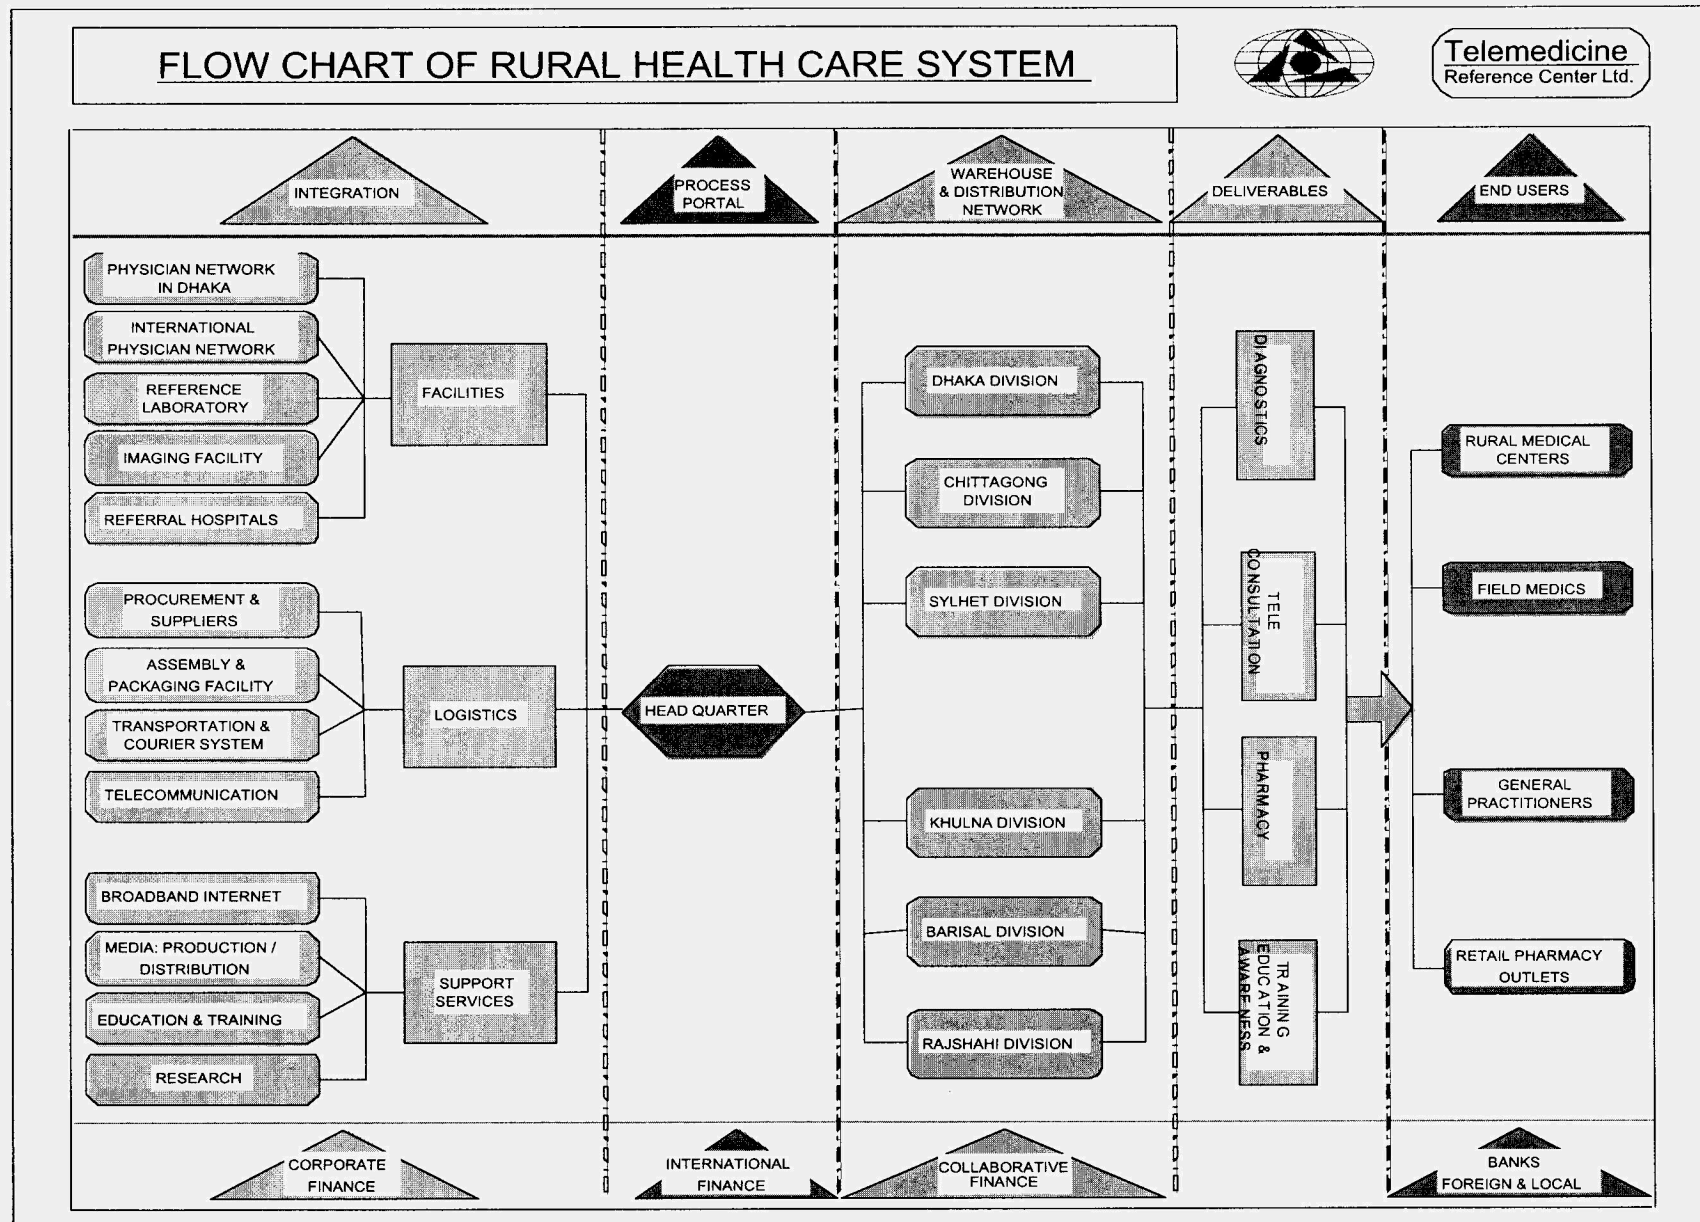 FLOW CHART OF RURAL HEALTH CARE SYSTEM
Telemedicine
Reference Center Ltd.
INTEGRATION
PROCESS
PORTAL
WAREHOUSE
& DISTRIBUTION
NETWORK
DELIVERABLES
END USERS
PHYSICIAN NETWORK
IN DHAKA
INTERNATIONAL
PHYSICIAN NETWORK
REFERENCE
LABORATORY
IMAGING FACILITY
REFERRAL HOSPITALS
FACILITIES
PROCUREMENT &
SUPPLIERS
ASSEMBLY &
PACKAGING FACILITY
TRANSPORTATION &
COURIER SYSTEM
TELECOMMUNICATION
LOGISTICS
BROADBAND INTERNET
MEDIA: PRODUCTION /
DISTRIBUTION
EDUCATION & TRAINING
RESEARCH
SUPPORT
SERVICES
HEAD QUARTER
DHAKA DIVISION
CHITTAGONG
DIVISION
SYLHET DIVISION
KHULNA DIVISION
BARISAL DIVISION
RAJSHAHI DIVISION
DIAGNOSTICS
TELE
CONSULTATION
PHARMACY
TRAINING
EDUCATION &
AWARENESS
RURAL MEDICAL
CENTERS
FIELD MEDICS
GENERAL
PRACTITIONERS
RETAIL PHARMACY
OUTLETS
CORPORATE
FINANCE
INTERNATIONAL
FINANCE
COLLABORATIVE
FINANCE
BANKS
FOREIGN & LOCAL